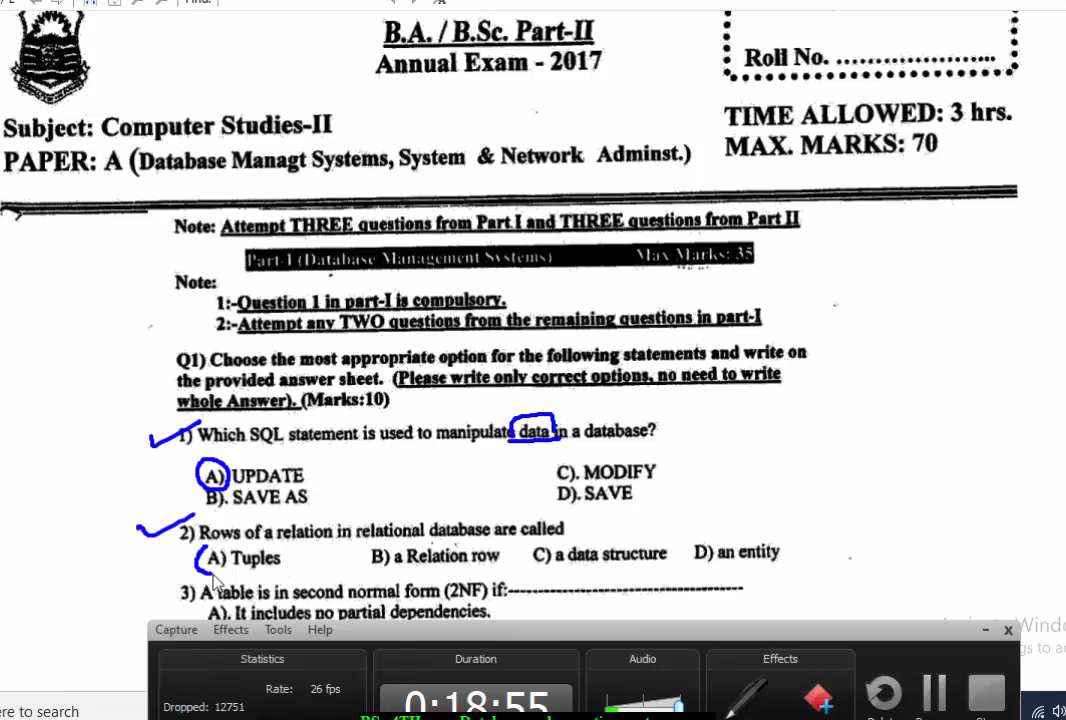 Find:
B.A. / B.Sc. Part-II
Annual Exam - 2017
Roll No. ........................
Subject: Computer Studies-II
TIME ALLOWED: 3 hrs.
PAPER: A (Database Managt Systems, System & Network Adminst.)
MAX. MARKS: 70
Note: Attempt THREE questions from Part I and THREE questions from Part II
Part-I (Database Management Systems) Max Marks: 35
Note:
1:-Question 1 in part-I is compulsory.
2:-Attempt any TWO questions from the remaining questions in part-I
Q1) Choose the most appropriate option for the following statements and write on
the provided answer sheet. (Please write only correct options, no need to write
whole Answer). (Marks:10)
1) Which SQL statement is used to manipulate data in a database?
A). UPDATE C). MODIFY
B). SAVE AS D). SAVE
2) Rows of a relation in relational database are called
A) Tuples B) a Relation row C) a data structure D) an entity
3) A table is in second normal form (2NF) if:------------------------------------
A). It includes no partial dependencies.
Capture Effects Tools Help
Statistics Duration Audio Effects
Rate: 26 fps
Dropped: 12751
0:18:55
ere to search